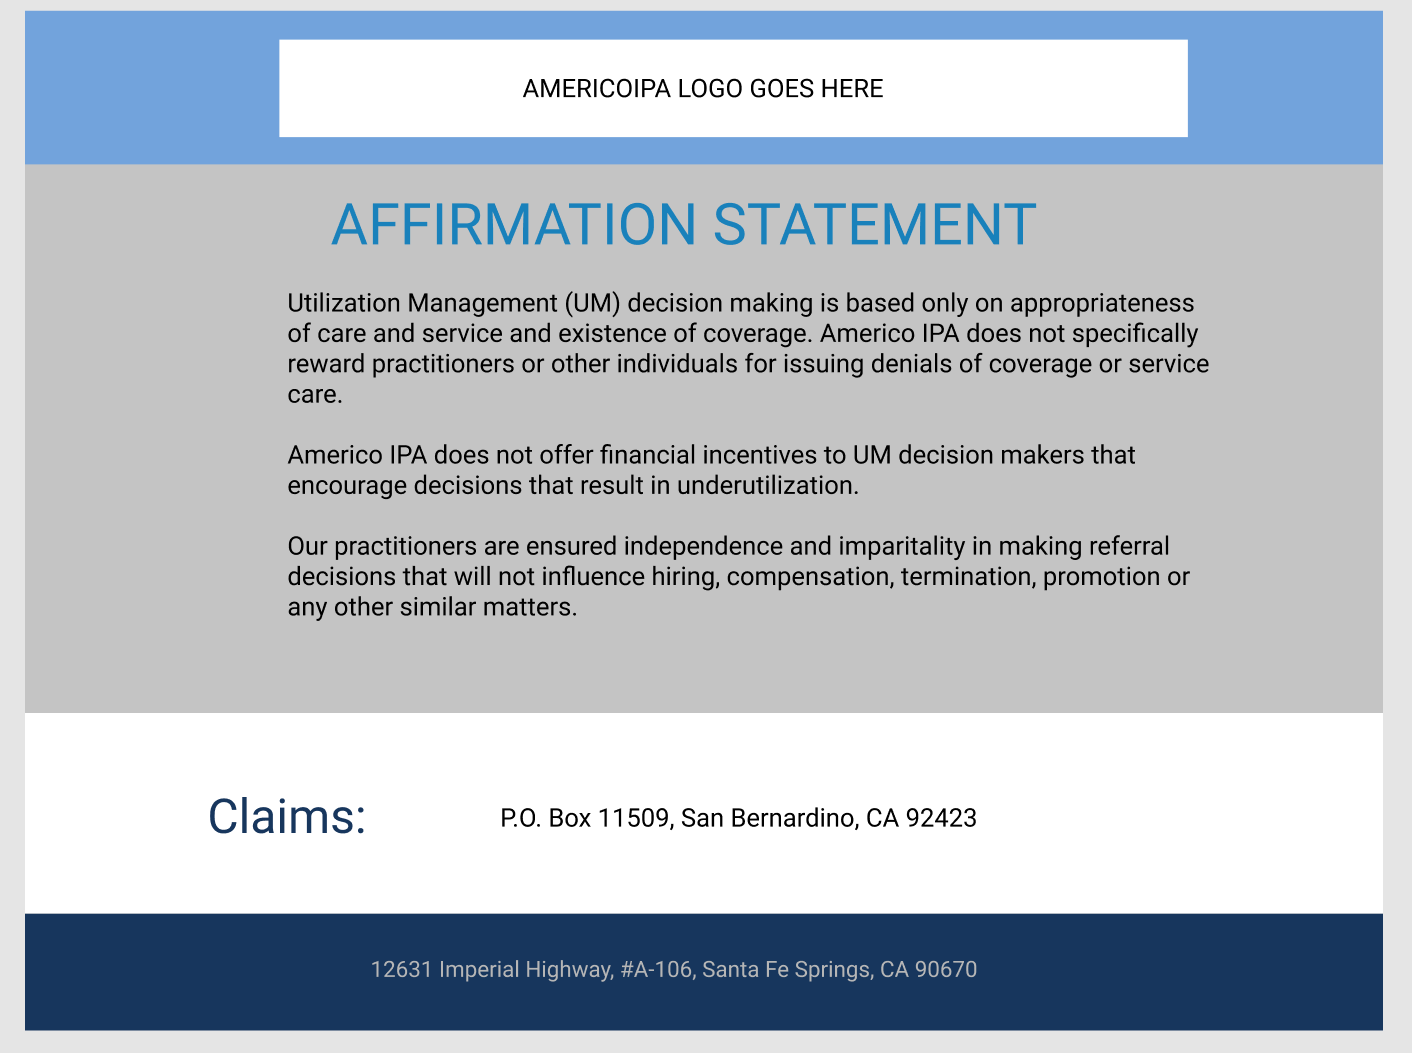 AMERICOIPA LOGO GOES HERE
AFFIRMATION STATEMENT
Utilization Management (UM) decision making is based only on appropriateness
of care and service and existence of coverage. Americo IPA does not specifically
reward practitioners or other individuals for issuing denials of coverage or service
care.
Americo IPA does not offer financial incentives to UM decision makers that
encourage decisions that result in underutilization.
Our practitioners are ensured independence and imparitality in making referral
decisions that will not influence hiring, compensation, termination, promotion or
any other similar matters.
Claims:
P.O. Box 11509, San Bernardino, CA 92423
12631 Imperial Highway, #A-106, Santa Fe Springs, CA 90670